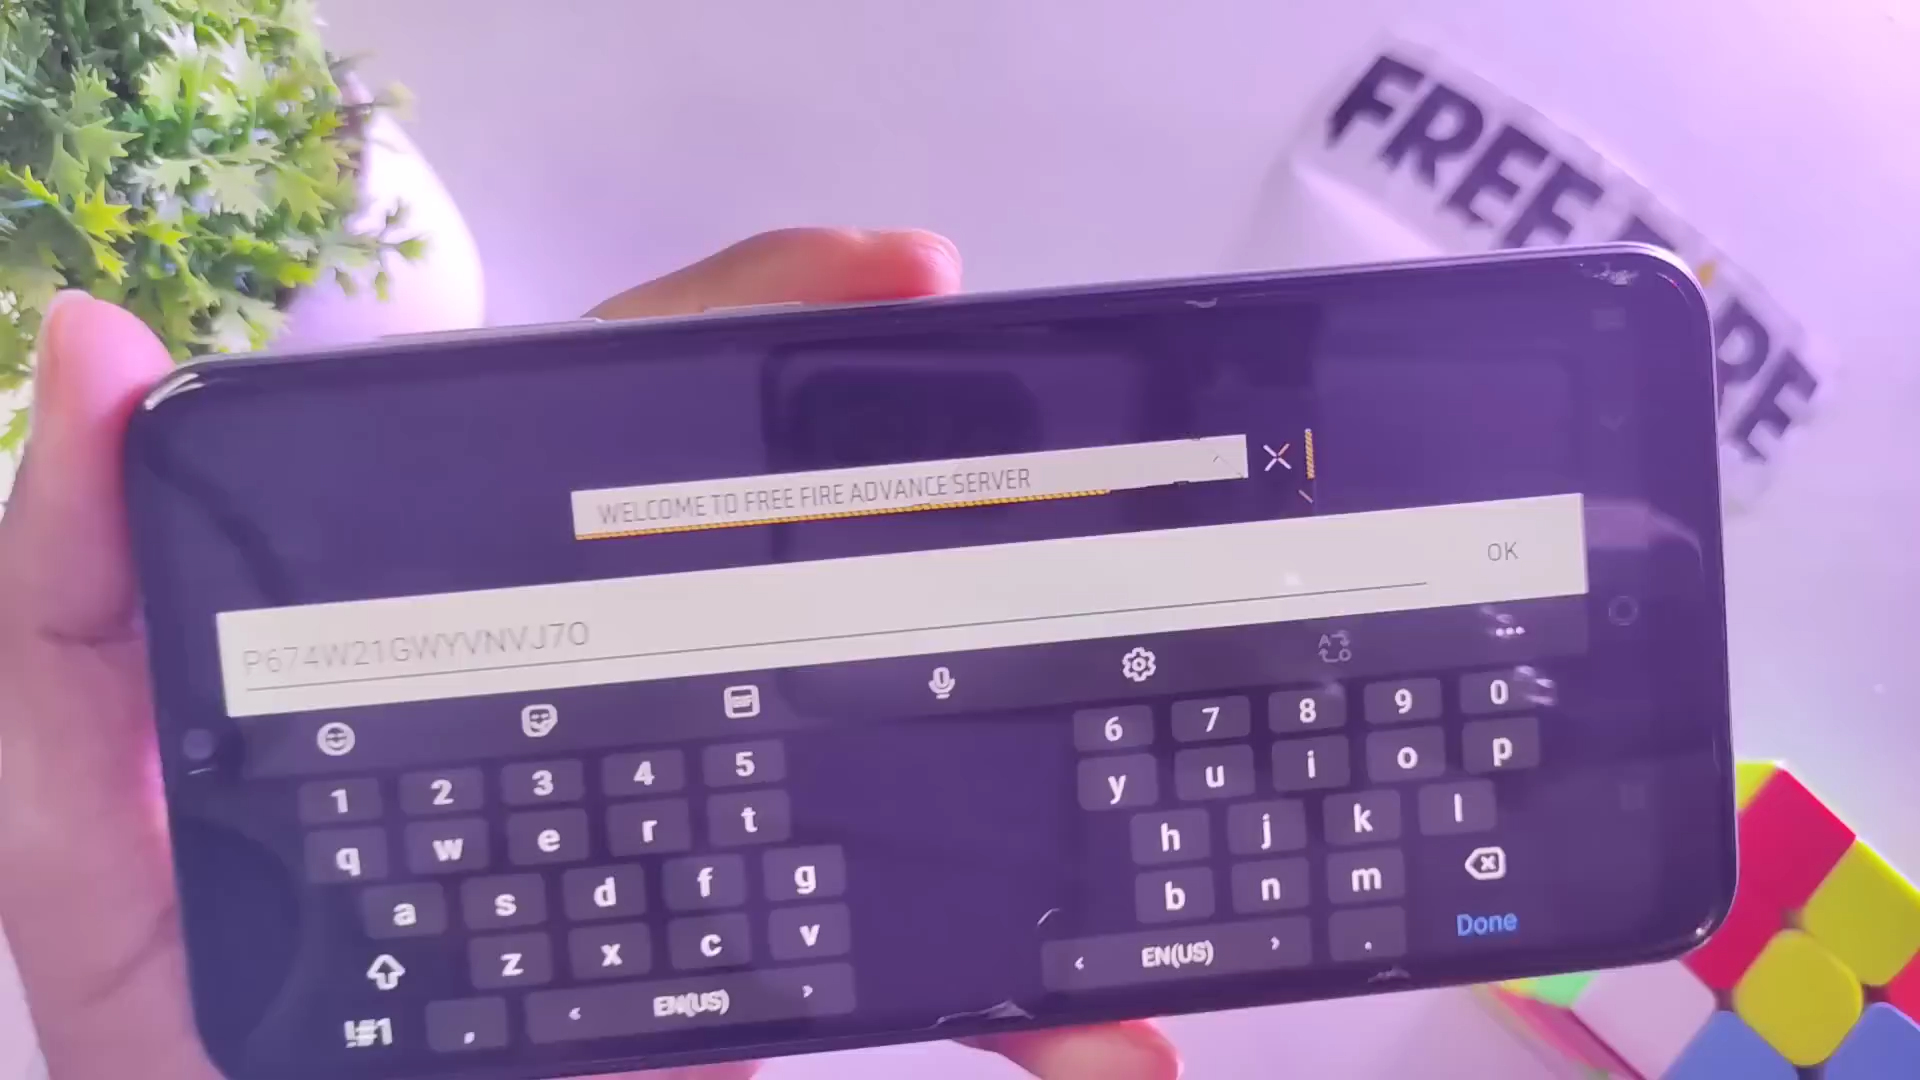 FREE FIRE
WELCOME TO FREE FIRE ADVANCE SERVER
OK
P674W21GWYVNVJ7O
GIF
1 2 3 4 5 6 7 8 9 0
q w e r t y u i o p
a s d f g h j k l
z x c v b n m
!#1 , < EN(US) > < EN(US) > . Done